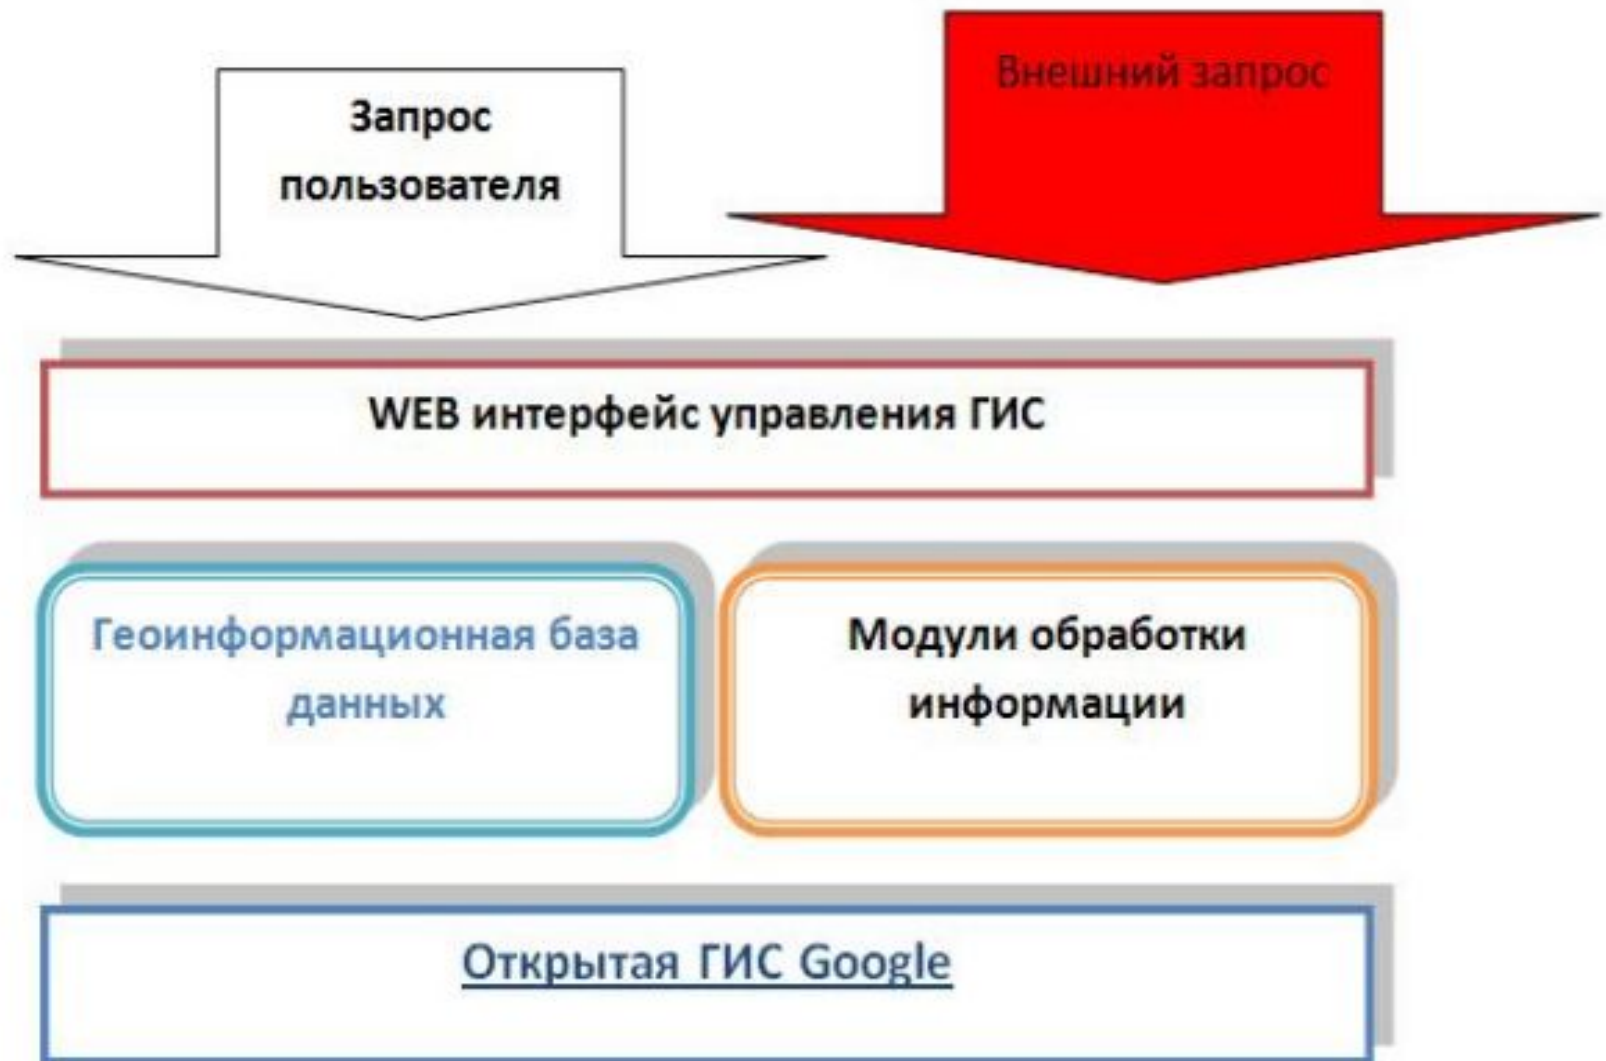 Внешний запрос
Запрос
пользователя
WEB интерфейс управления ГИС
Геоинформационная база
данных
Модули обработки
информации
Открытая ГИС Google